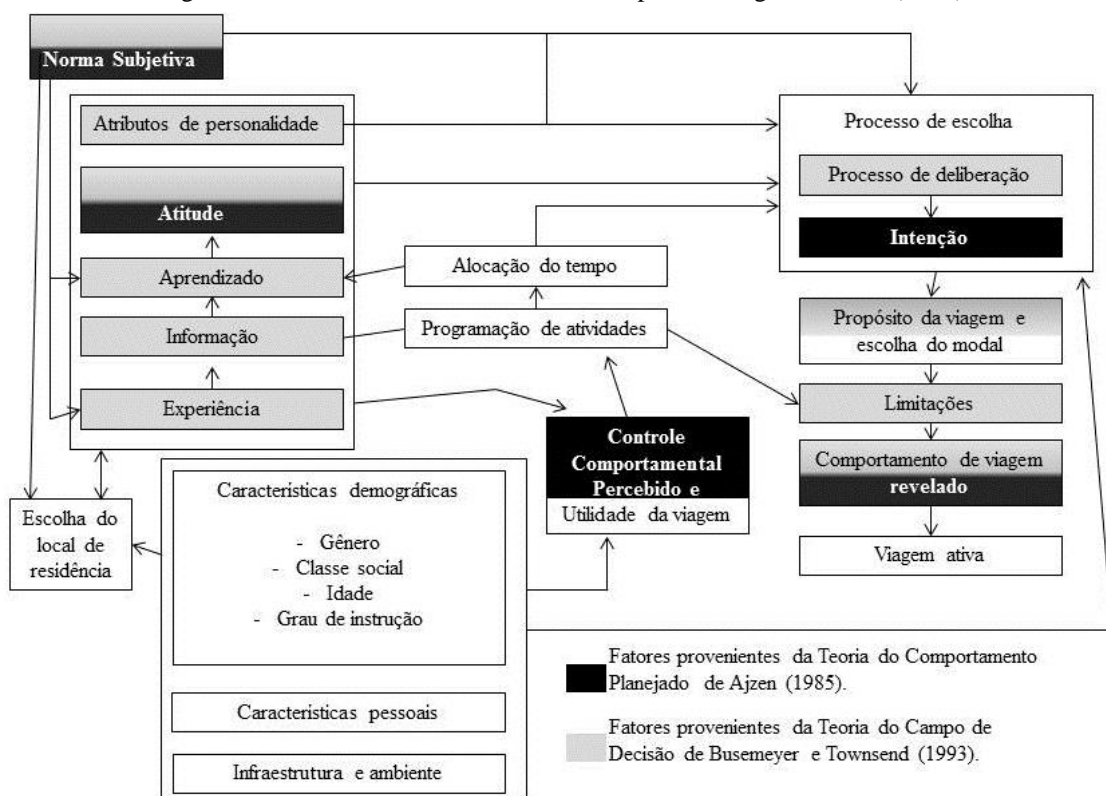 Norma Subjetiva
Atributos de personalidade
Atitude
Aprendizado
Informação
Experiência
Alocação do tempo
Programação de atividades
Controle
Comportamental
Percebido e
Utilidade da viagem
Processo de escolha
Processo de deliberação
Intenção
Propósito da viagem e
escolha do modal
Limitações
Comportamento de viagem
revelado
Viagem ativa
Escolha do
local de
residência
Características demográficas
- Gênero
- Classe social
- Idade
- Grau de instrução
Características pessoais
Infraestrutura e ambiente
Fatores provenientes da Teoria do Comportamento
Planejado de Ajzen (1985).
Fatores provenientes da Teoria do Campo de
Decisão de Busemeyer e Townsend (1993).